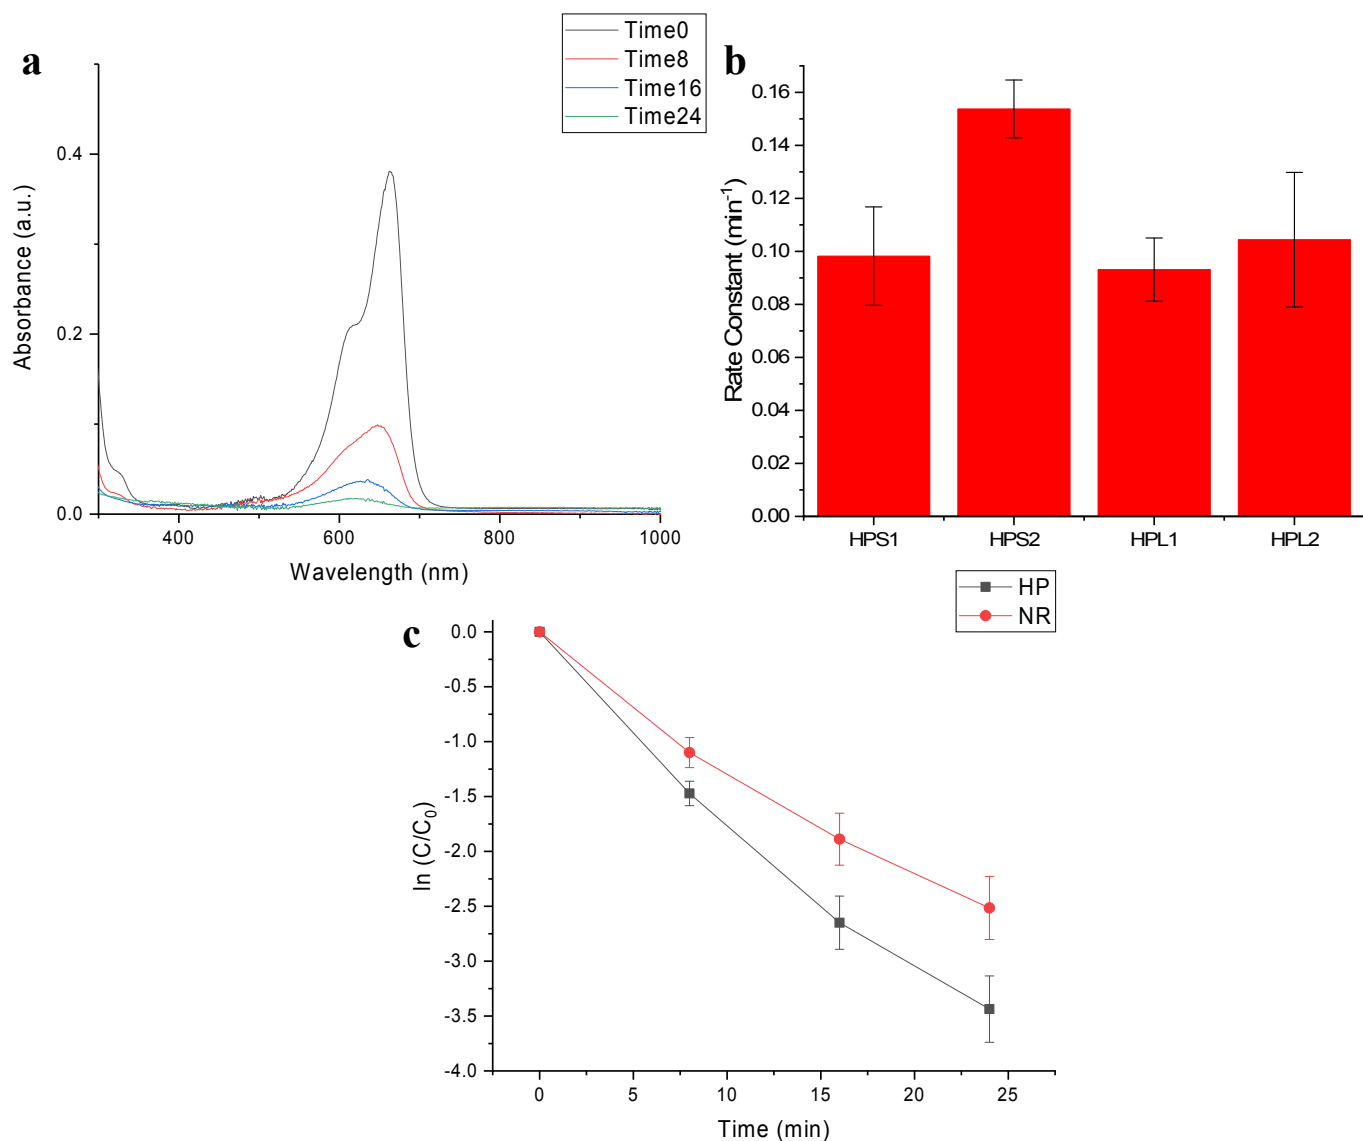 a
Time0
Time8
Time16
Time24
Absorbance (a.u.)
0.4
0.2
0.0
400
600
800
1000
Wavelength (nm)
b
Rate Constant (min⁻¹)
0.16
0.14
0.12
0.10
0.08
0.06
0.04
0.02
0.00
HPS1
HPS2
HPL1
HPL2
c
HP
NR
ln (C/C₀)
0.0
-0.5
-1.0
-1.5
-2.0
-2.5
-3.0
-3.5
-4.0
0
5
10
15
20
25
Time (min)